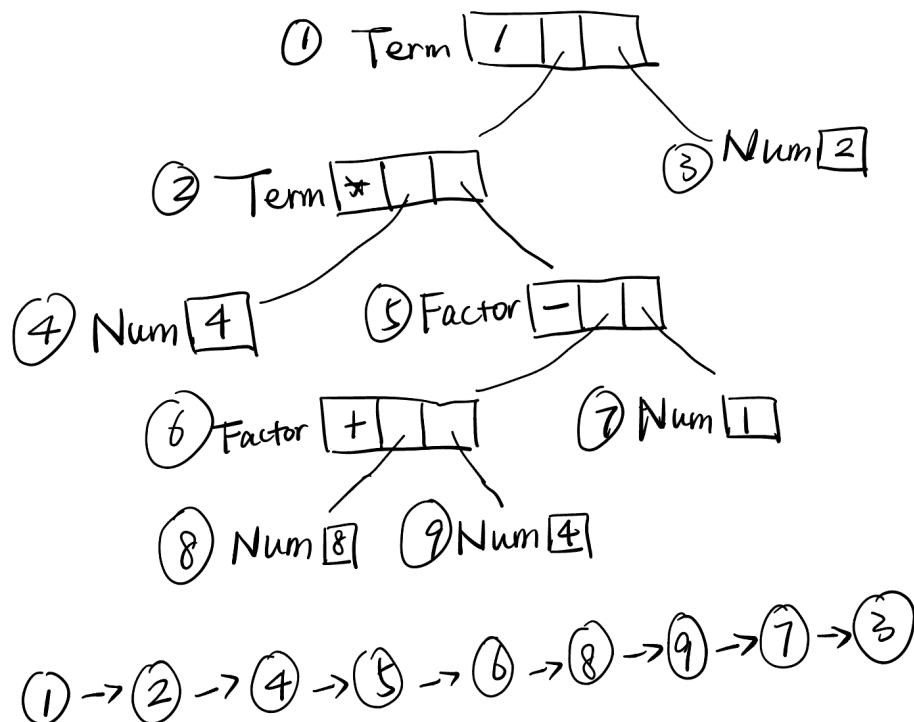 ① Term /
② Term *
③ Num 2
④ Num 4
⑤ Factor -
⑥ Factor +
⑦ Num 1
⑧ Num 8
⑨ Num 4
① → ② → ④ → ⑤ → ⑥ → ⑧ → ⑨ → ⑦ → ③